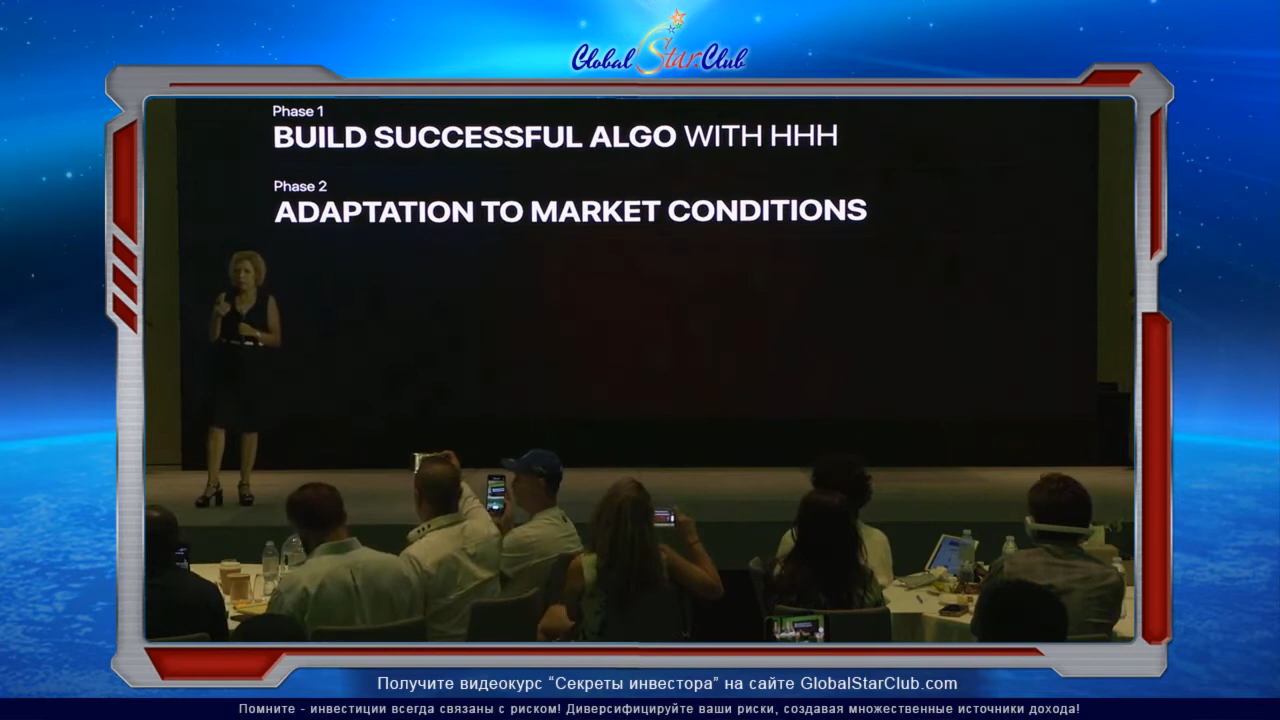 Global Star Club
Phase 1
BUILD SUCCESSFUL ALGO WITH HHH
Phase 2
ADAPTATION TO MARKET CONDITIONS
Получите видеокурс “Секреты инвестора” на сайте GlobalStarClub.com
Помните - инвестиции всегда связаны с риском! Диверсифицируйте ваши риски, создавая множественные источники дохода!